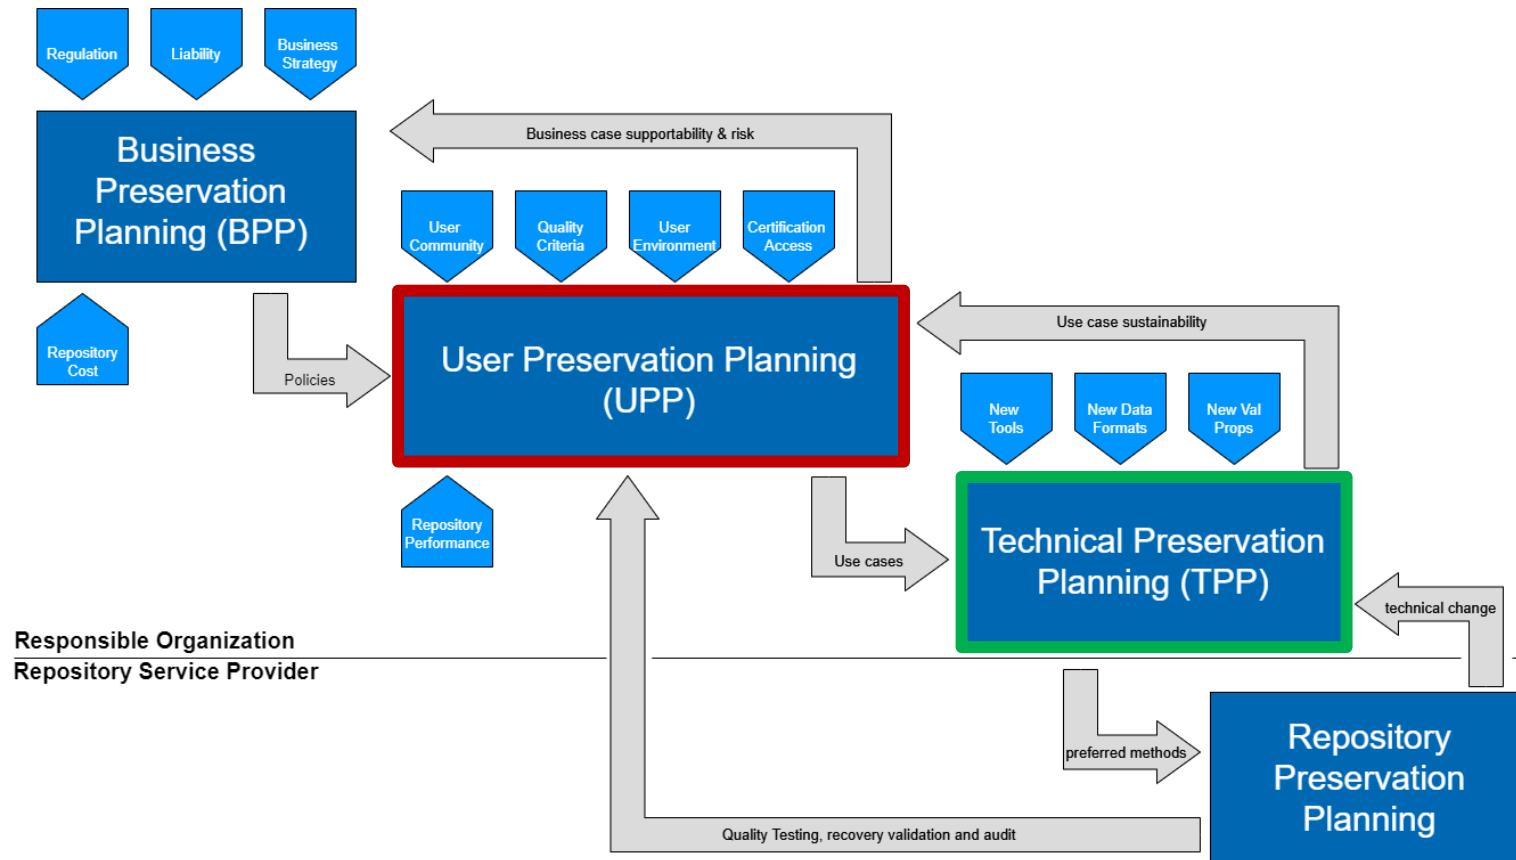 Regulation
Liability
Business
Strategy
Business
Preservation
Planning (BPP)
Business case supportability & risk
User
Community
Quality
Criteria
User
Environment
Certification
Access
Repository
Cost
Policies
User Preservation Planning
(UPP)
Use case sustainability
New
Tools
New Data
Formats
New Val
Props
Repository
Performance
Use cases
Technical Preservation
Planning (TPP)
technical change
Responsible Organization
Repository Service Provider
preferred methods
Repository
Preservation
Planning
Quality Testing, recovery validation and audit